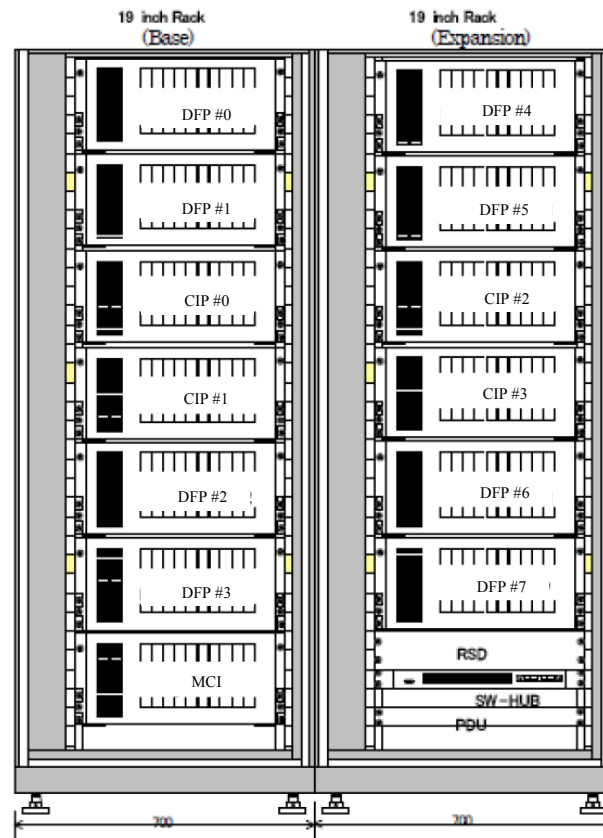 19 inch Rack
(Base)
DFP #0
DFP #1
CIP #0
CIP #1
DFP #2
DFP #3
MCI
700
19 inch Rack
(Expansion)
DFP #4
DFP #5
CIP #2
CIP #3
DFP #6
DFP #7
RSD
SW-HUB
PDU
700